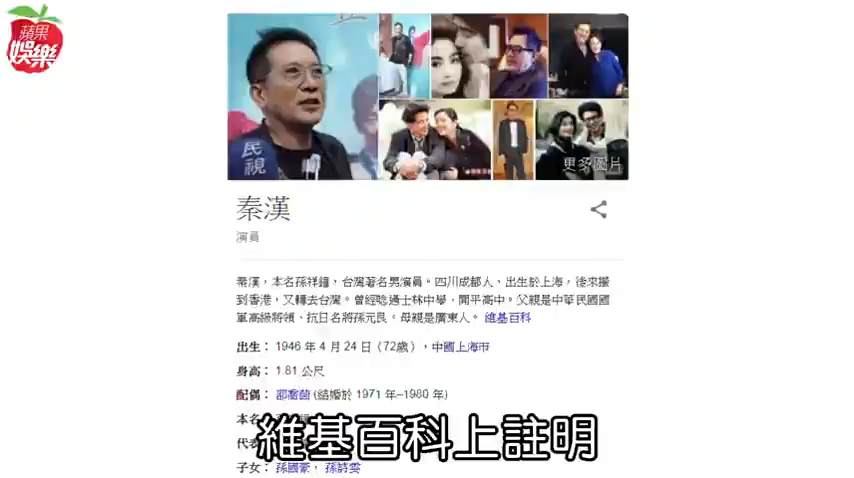 蘋果
娛樂
民
視
更多圖片
秦漢
演員
秦漢，本名孫祥鐘，台灣著名男演員。四川成都人、出生於上海，後來搬
到香港，又轉去台灣。曾經唸過士林中學，開平高中。父親是中華民國國
軍高級將領、抗日名將孫元良。母親是廣東人。 維基百科
出生： 1946 年 4 月 24 日（72歲），中國上海市
身高： 1.81 公尺
配偶： 邵喬茵 (結婚於 1971 年–1980 年)
本名
代表
維基百科上註明
子女： 孫國豪， 孫詩雯